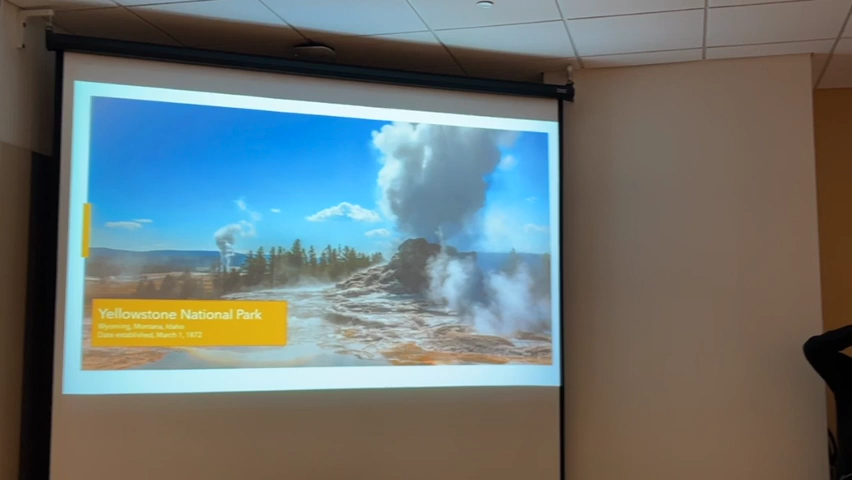 Yellowstone National Park
Wyoming, Montana, Idaho
Date established, March 1, 1872